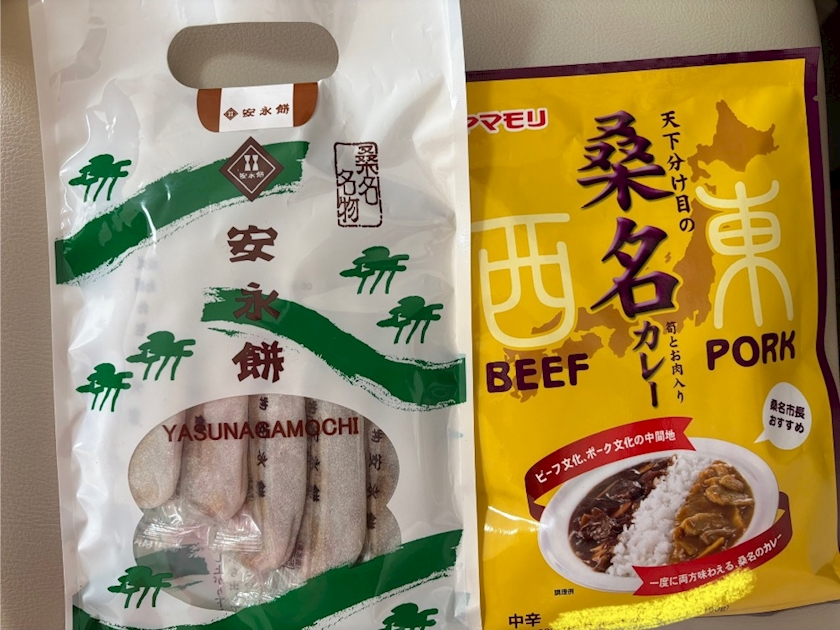 安永餅
安永餅
桑名
名物
安永餅
YASUNAGAMOCHI
ヤマモリ
天下分け目の
桑名カレー
筍とお肉入り
西
東
BEEF
PORK
桑名市長
おすすめ
ビーフ文化、ポーク文化の中間地
一度に両方味わえる、桑名のカレー
調理例
中辛